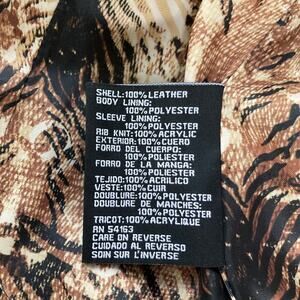 SHELL:100%LEATHER
BODY LINING:
100%POLYESTER
SLEEVE LINING:
100%POLYESTER
RIB KNIT:100%ACRYLIC
EXTERIOR:100%CUERO
FORRO DEL CUERPO:
100%POLIESTER
FORRO DE LA MANGA:
100%POLIESTER
TEJIDO:100%ACRILICO
VESTE:100%CUIR
DOUBLURE:100%POLYESTER
DOUBLURE DE MANCHES:
100%POLYESTER
TRICOT:100%ACRYLIQUE
RN 54163
CARE ON REVERSE
CUIDADO AL REVERSO
SOIN SUR L'INVERSE